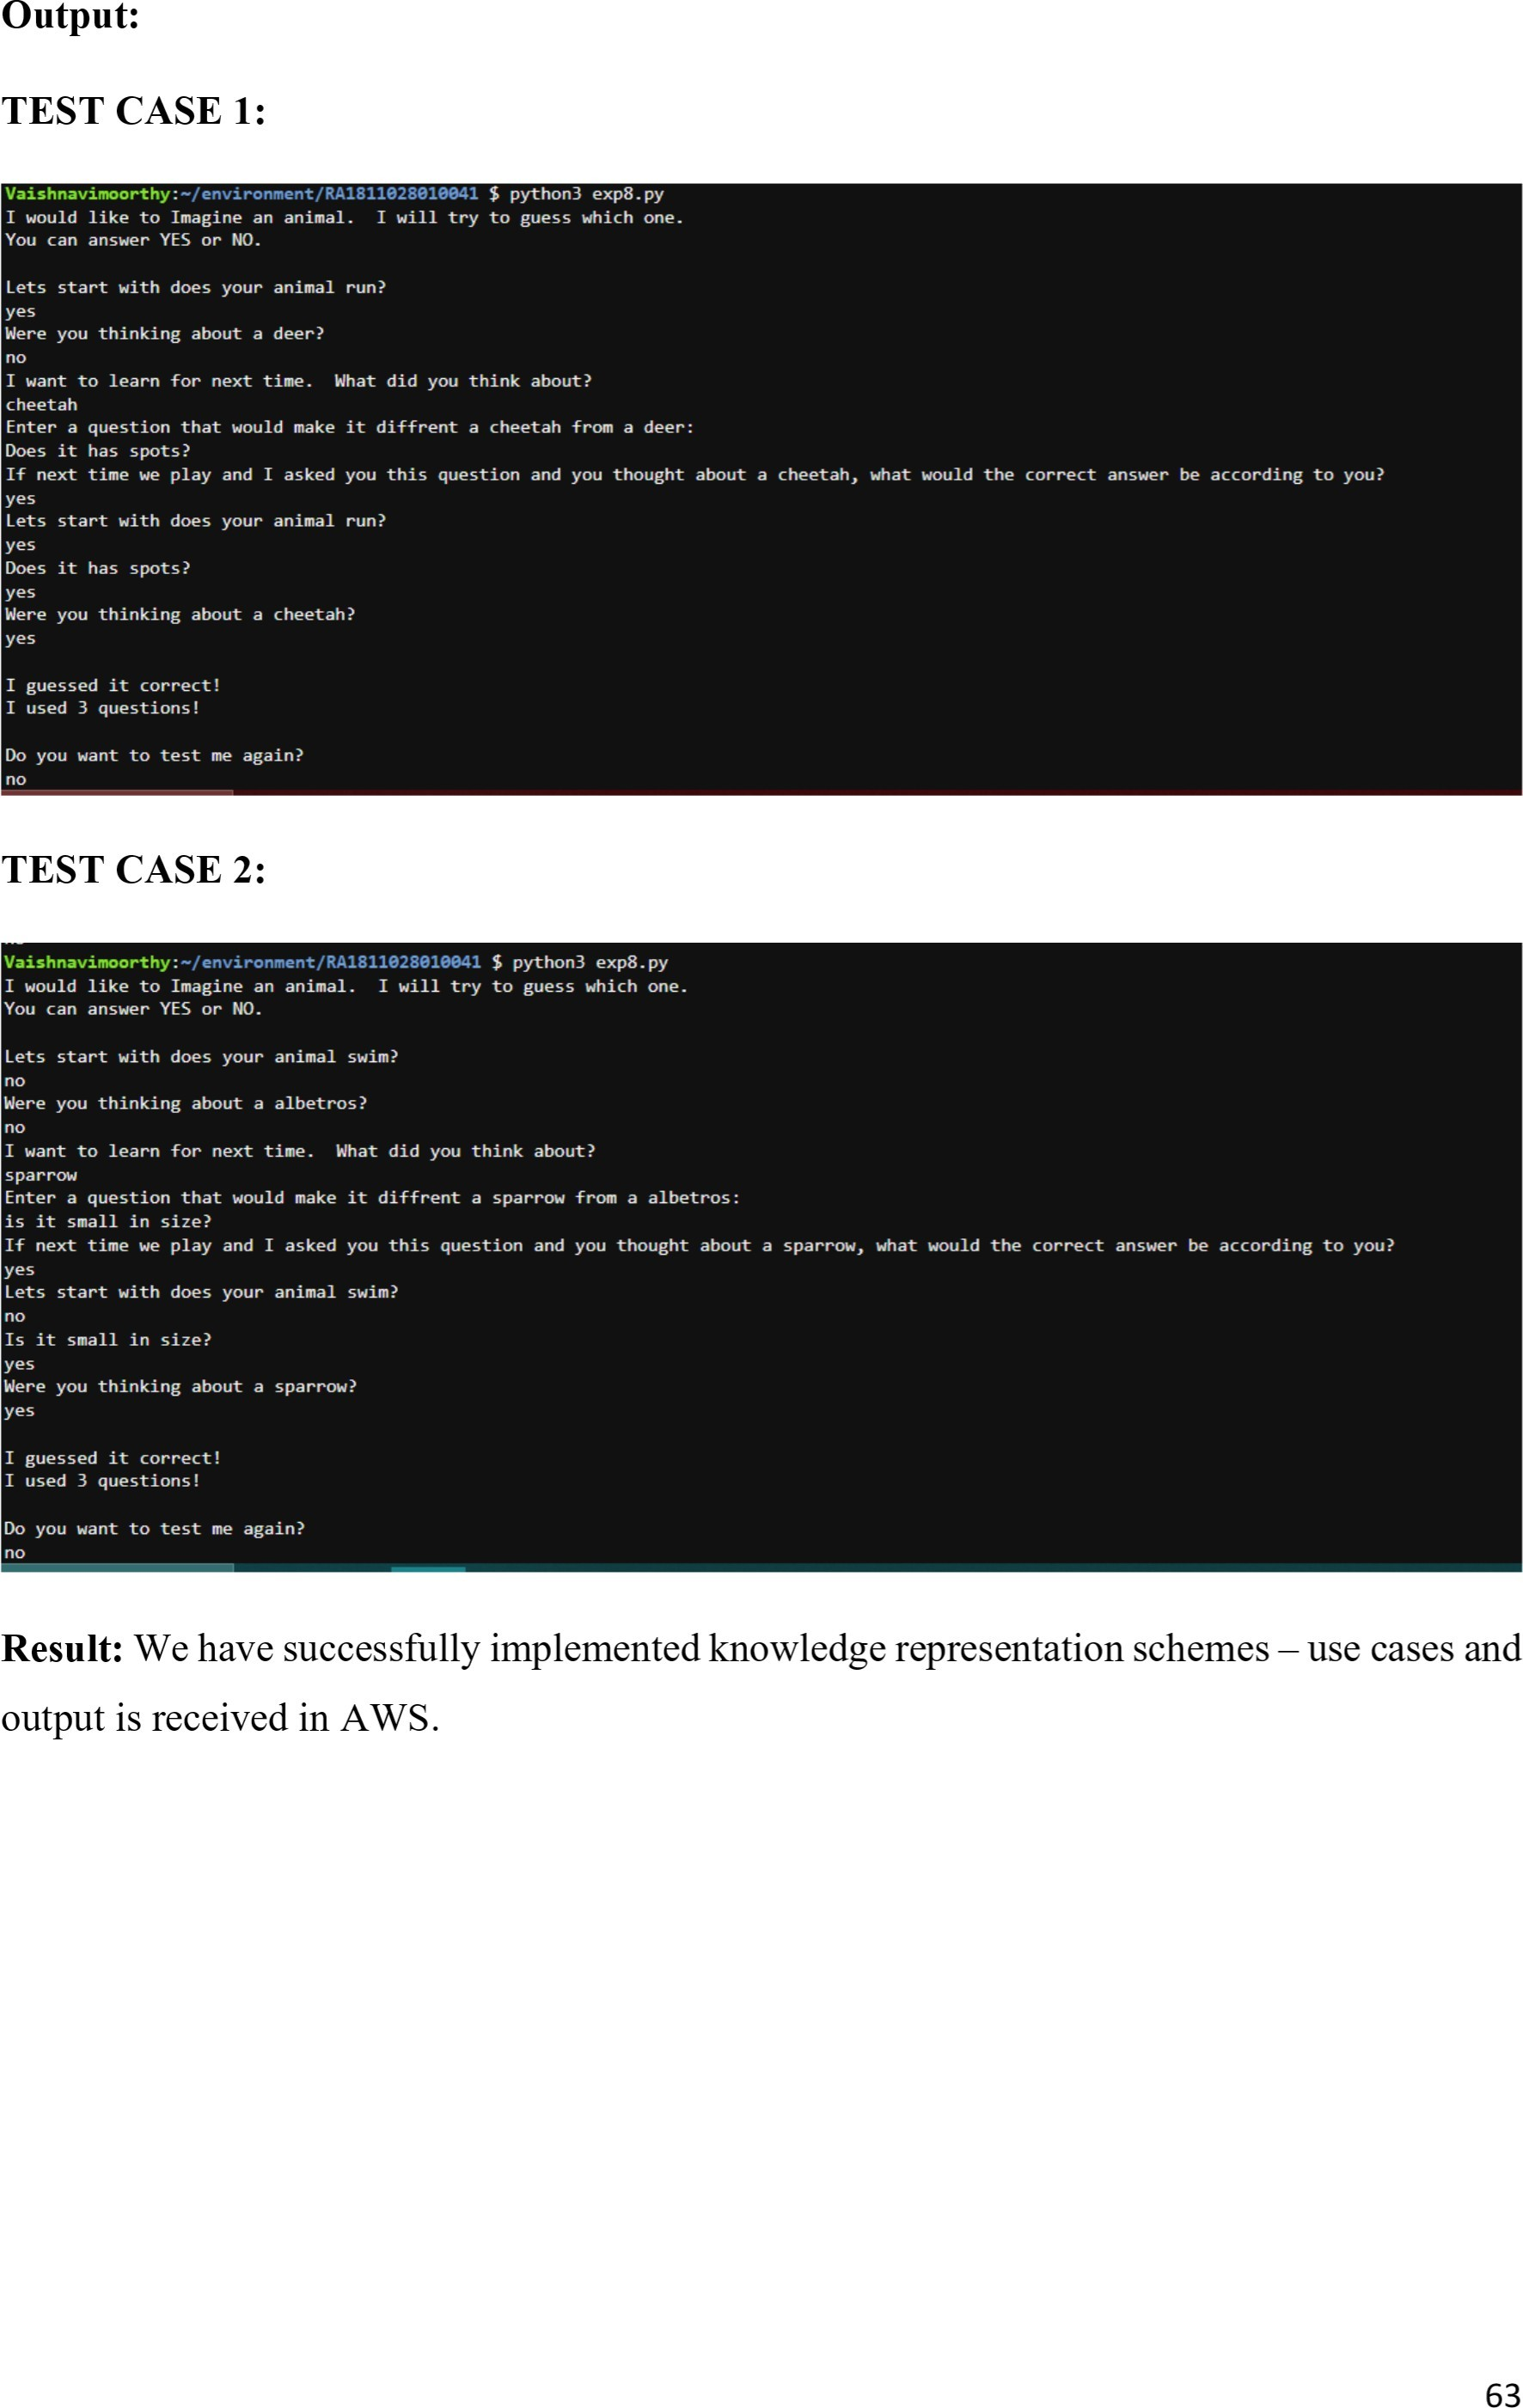 Output:
TEST CASE 1:
Vaishnavimoorthy:~/environment/RA1811028010041 $ python3 exp8.py
I would like to Imagine an animal.  I will try to guess which one.
You can answer YES or NO.
Lets start with does your animal run?
yes
Were you thinking about a deer?
no
I want to learn for next time.  What did you think about?
cheetah
Enter a question that would make it diffrent a cheetah from a deer:
Does it has spots?
If next time we play and I asked you this question and you thought about a cheetah, what would the correct answer be according to you?
yes
Lets start with does your animal run?
yes
Does it has spots?
yes
Were you thinking about a cheetah?
yes
I guessed it correct!
I used 3 questions!
Do you want to test me again?
no
TEST CASE 2:
Vaishnavimoorthy:~/environment/RA1811028010041 $ python3 exp8.py
I would like to Imagine an animal.  I will try to guess which one.
You can answer YES or NO.
Lets start with does your animal swim?
no
Were you thinking about a albetros?
no
I want to learn for next time.  What did you think about?
sparrow
Enter a question that would make it diffrent a sparrow from a albetros:
is it small in size?
If next time we play and I asked you this question and you thought about a sparrow, what would the correct answer be according to you?
yes
Lets start with does your animal swim?
no
Is it small in size?
yes
Were you thinking about a sparrow?
yes
I guessed it correct!
I used 3 questions!
Do you want to test me again?
no
Result: We have successfully implemented knowledge representation schemes – use cases and
output is received in AWS.
63